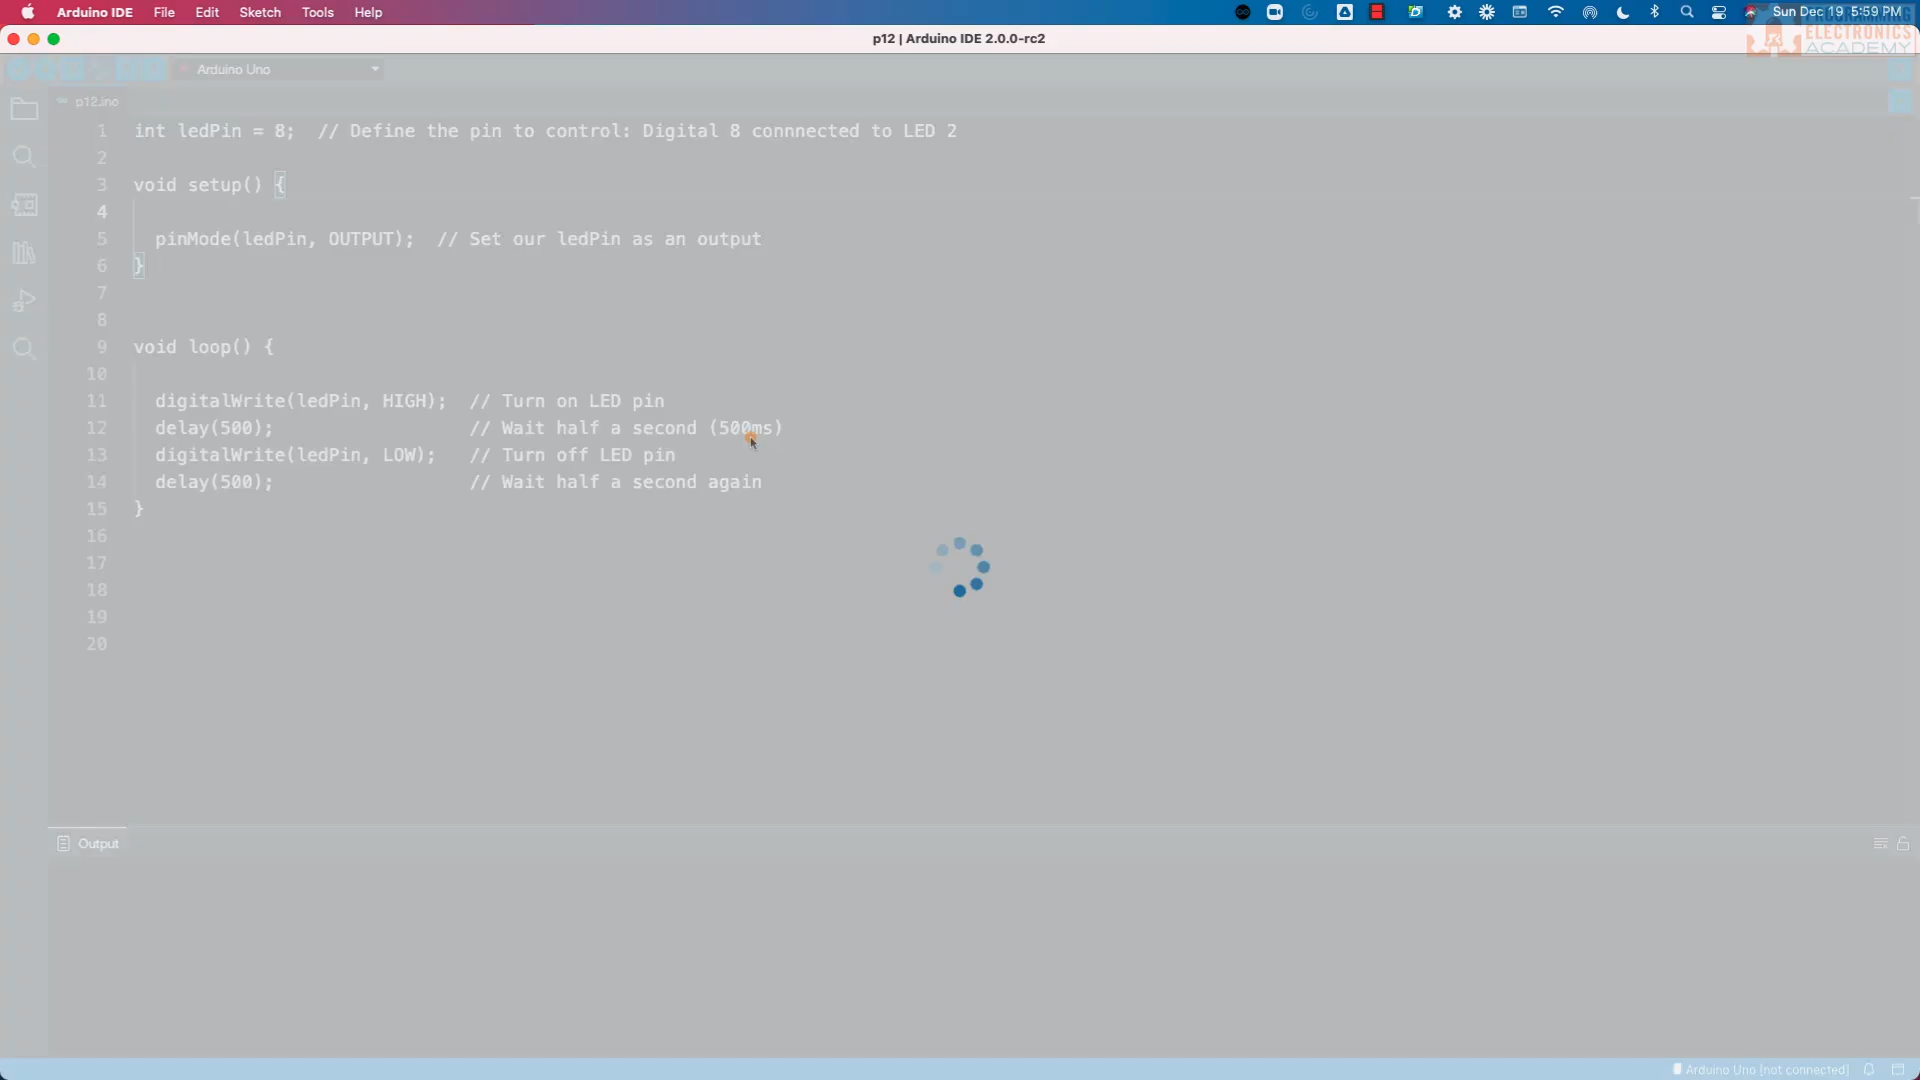 Arduino IDE File Edit Sketch Tools Help
Sun Dec 19 5:59 PM
PROGRAMMING
ELECTRONICS
ACADEMY
p12 | Arduino IDE 2.0.0-rc2
Arduino Uno
p12.ino
1 int ledPin = 8;  // Define the pin to control: Digital 8 connnected to LED 2
2
3 void setup() {
4
5   pinMode(ledPin, OUTPUT);  // Set our ledPin as an output
6 }
7
8
9 void loop() {
10
11   digitalWrite(ledPin, HIGH);  // Turn on LED pin
12   delay(500);                  // Wait half a second (500ms)
13   digitalWrite(ledPin, LOW);   // Turn off LED pin
14   delay(500);                  // Wait half a second again
15 }
16
17
18
19
20
Output
Arduino Uno [not connected]